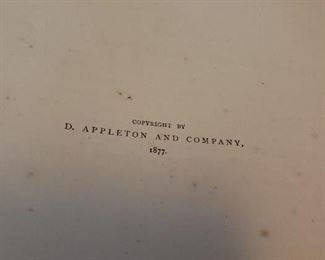 COPYRIGHT BY
D. APPLETON AND COMPANY,
1877.